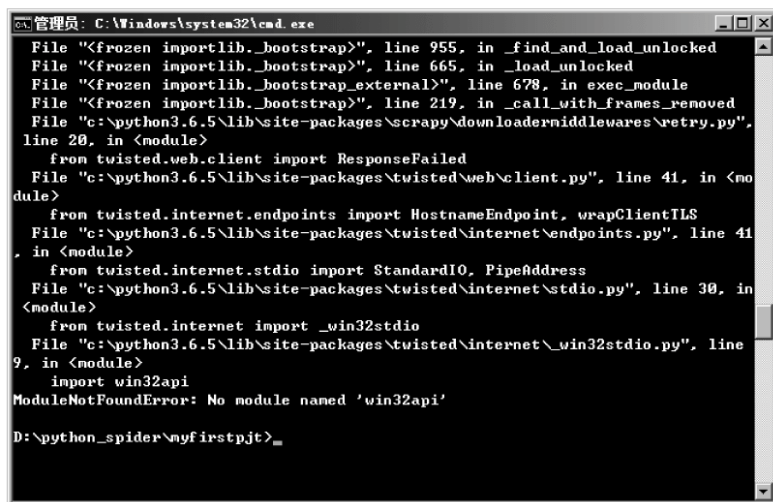 管理员: C:\Windows\system32\cmd.exe
  File "<frozen importlib._bootstrap>", line 955, in _find_and_load_unlocked
  File "<frozen importlib._bootstrap>", line 665, in _load_unlocked
  File "<frozen importlib._bootstrap_external>", line 678, in exec_module
  File "<frozen importlib._bootstrap>", line 219, in _call_with_frames_removed
  File "c:\python3.6.5\lib\site-packages\scrapy\downloadermiddlewares\retry.py",
 line 20, in <module>
    from twisted.web.client import ResponseFailed
  File "c:\python3.6.5\lib\site-packages\twisted\web\client.py", line 41, in <mo
dule>
    from twisted.internet.endpoints import HostnameEndpoint, wrapClientTLS
  File "c:\python3.6.5\lib\site-packages\twisted\internet\endpoints.py", line 41
, in <module>
    from twisted.internet.stdio import StandardIO, PipeAddress
  File "c:\python3.6.5\lib\site-packages\twisted\internet\stdio.py", line 30, in
 <module>
    from twisted.internet import _win32stdio
  File "c:\python3.6.5\lib\site-packages\twisted\internet\_win32stdio.py", line
9, in <module>
    import win32api
ModuleNotFoundError: No module named 'win32api'
D:\python_spider\myfirstpjt>_